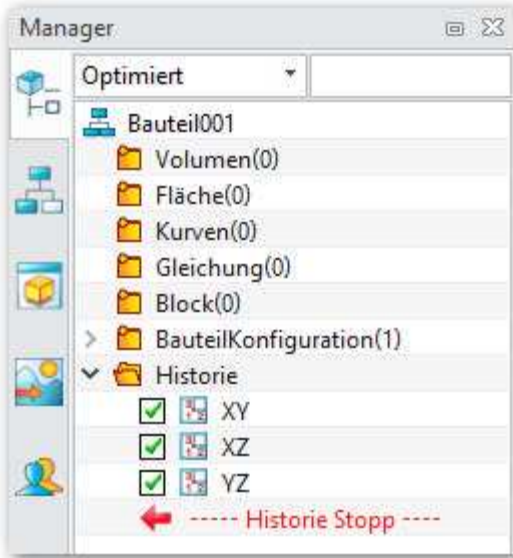 Manager
Optimiert
Bauteil001
Volumen(0)
Fläche(0)
Kurven(0)
Gleichung(0)
Block(0)
BauteilKonfiguration(1)
Historie
XY
XZ
YZ
----- Historie Stopp ----